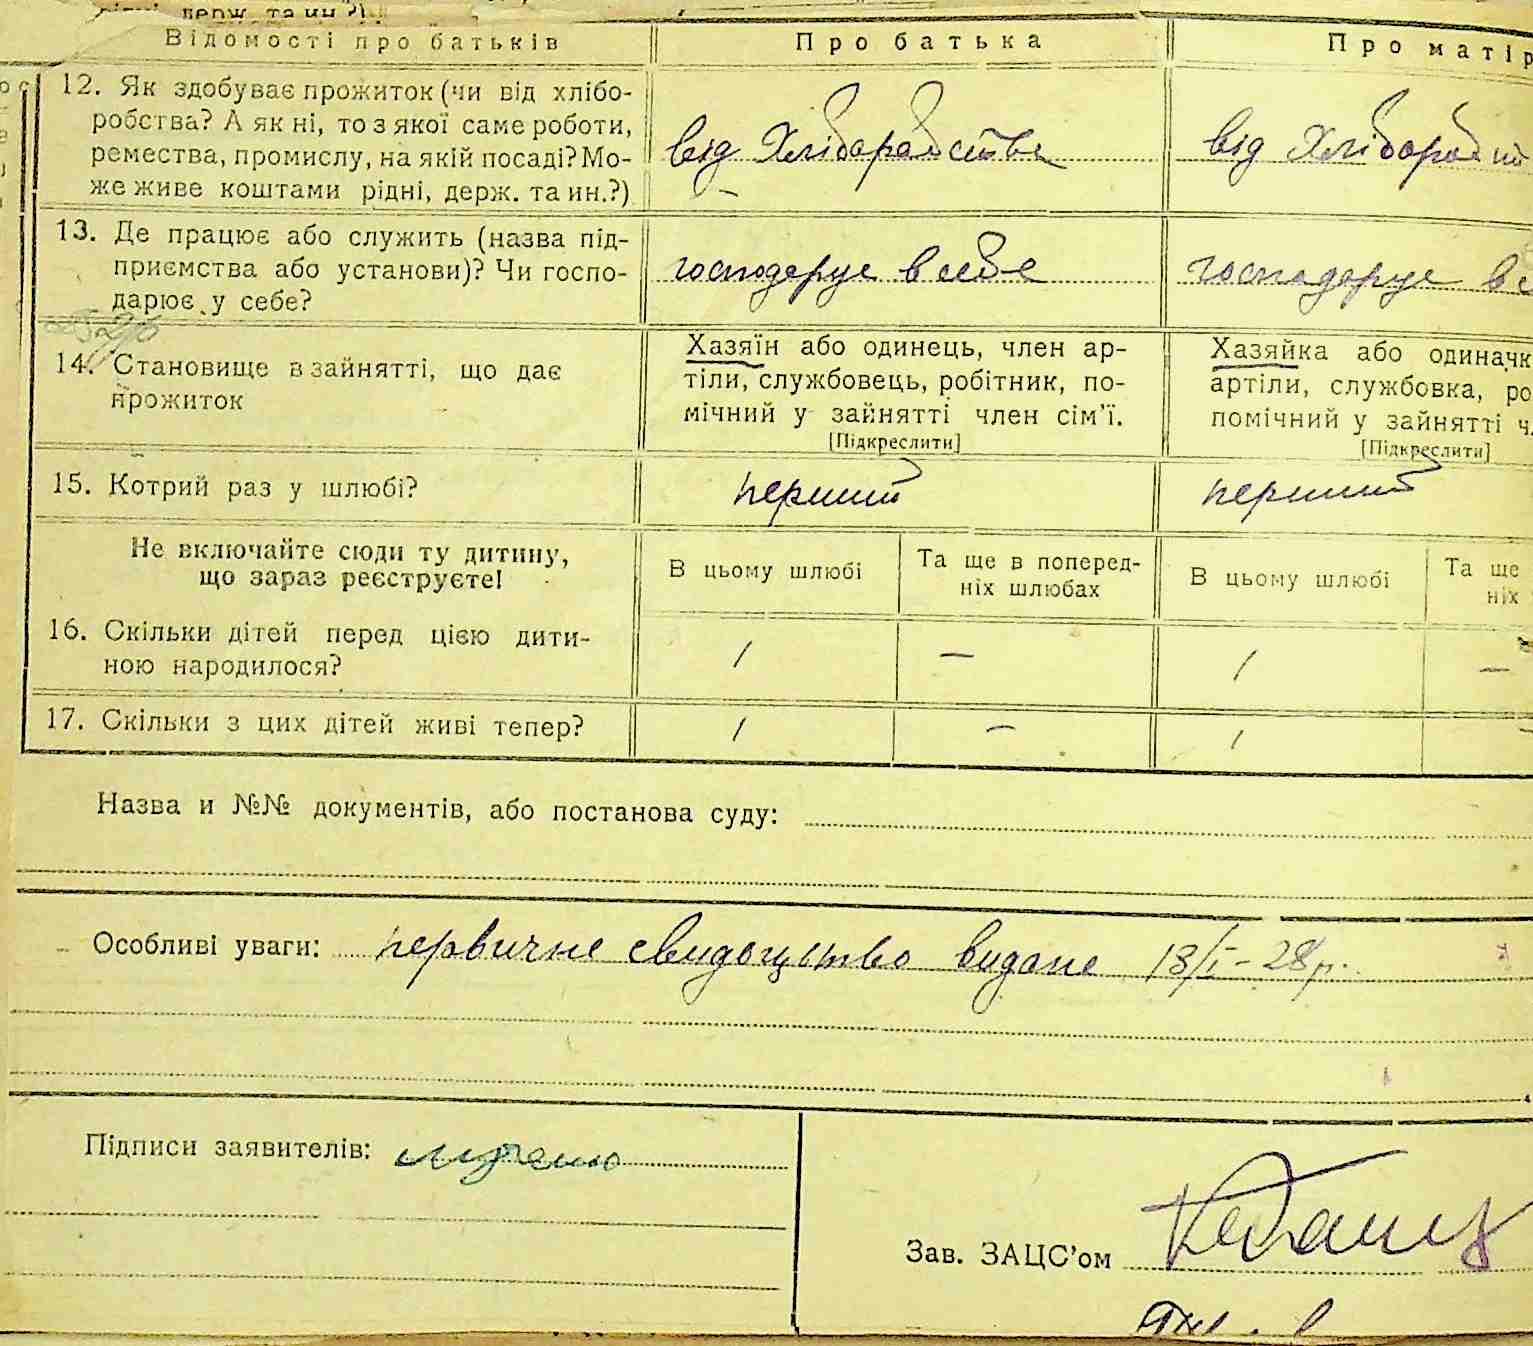 Відомості про батьків
Про батька
Про матір
12. Як здобуває прожиток (чи від хлібо-
робства? А як ні, то з якої саме роботи,
ремества, промислу, на якій посаді? Мо-
же живе коштами рідні, держ. та ин.?)
від Хліборобства
від Хлібороб
13. Де працює або служить (назва під-
приємства або установи)? Чи госпо-
дарює у себе?
господарує в себе
господарує в с
14. Становище в зайнятті, що дає
прожиток
Хазяїн або одинець, член ар-
тіли, службовець, робітник, по-
мічний у зайнятті член сім'ї.
[Підкреслити]
Хазяйка або одиначк
артіли, службовка, ро
помічний у зайнятті чл
[Підкреслити]
15. Котрий раз у шлюбі?
перший
перший
Не включайте сюди ту дитину,
що зараз реєструєте!
В цьому шлюбі
Та ще в поперед-
ніх шлюбах
В цьому шлюбі
Та ще
ніх
16. Скільки дітей перед цією дити-
ною народилося?
1
—
1
—
17. Скільки з цих дітей живі тепер?
1
—
1
Назва и №№ документів, або постанова суду:
Особливі уваги: первичне свидоцтво видане 13/I-28р.
Підписи заявителів:
Зав. ЗАЦС'ом